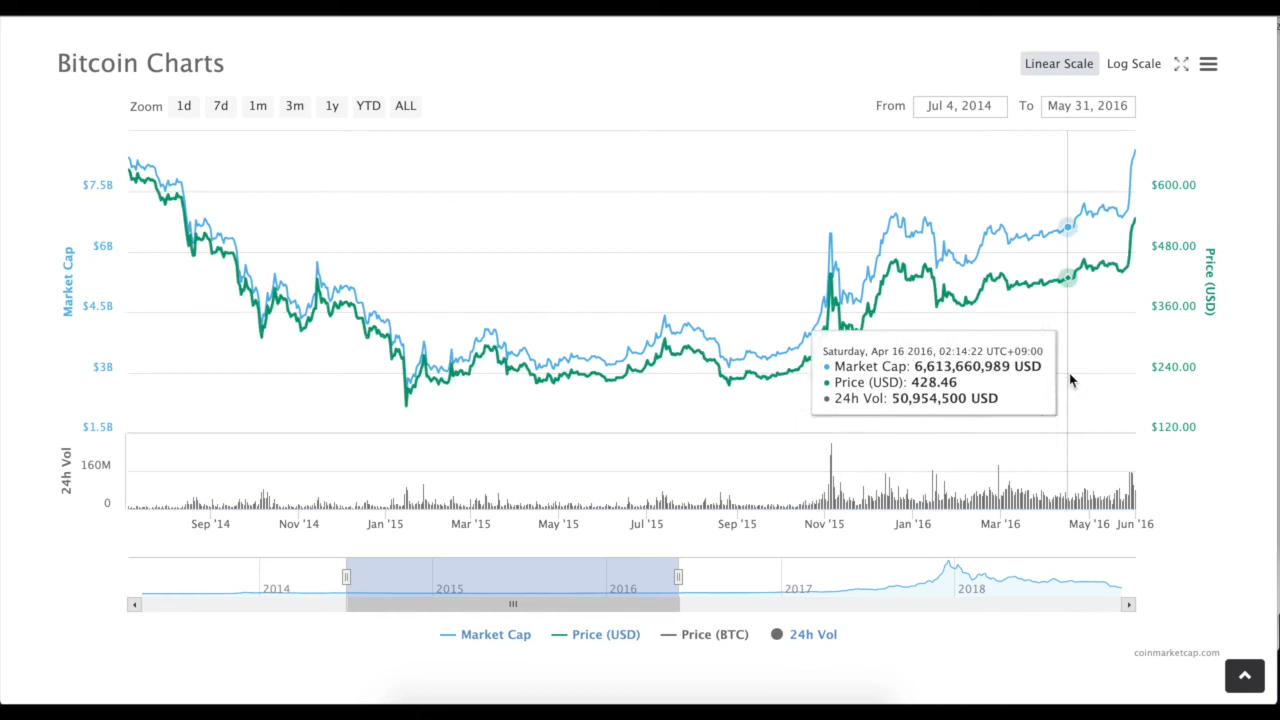 Bitcoin Charts
Linear Scale Log Scale
Zoom 1d 7d 1m 3m 1y YTD ALL
From Jul 4, 2014 To May 31, 2016
$7.5B
$6B
$4.5B
$3B
$1.5B
Market Cap
$600.00
$480.00
$360.00
$240.00
$120.00
Price (USD)
Saturday, Apr 16 2016, 02:14:22 UTC+09:00
Market Cap: 6,613,660,989 USD
Price (USD): 428.46
24h Vol: 50,954,500 USD
24h Vol
160M
0
Sep '14 Nov '14 Jan '15 Mar '15 May '15 Jul '15 Sep '15 Nov '15 Jan '16 Mar '16 May '16 Jun '16
2014 2015 2016 2017 2018
Market Cap Price (USD) Price (BTC) 24h Vol
coinmarketcap.com